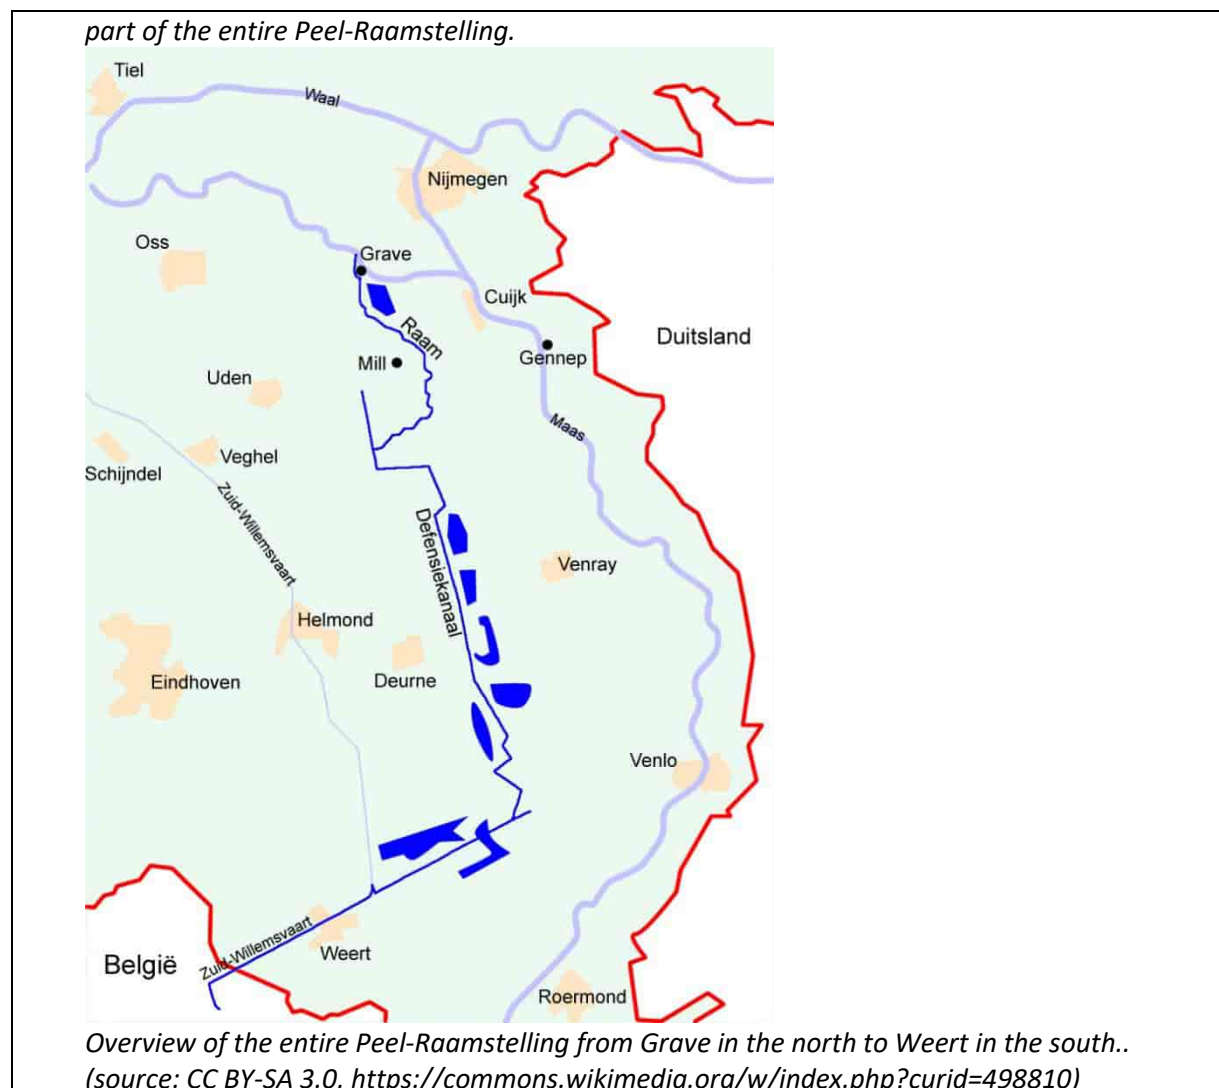 part of the entire Peel-Raamstelling.
Tiel
Waal
Nijmegen
Oss
Grave
Cuijk
Raam
Duitsland
Mill
Gennep
Uden
Maas
Veghel
Schijndel
Zuid-Willemsvaart
Defensiekanaal
Venray
Helmond
Deurne
Eindhoven
Venlo
Zuid-Willemsvaart
Weert
België
Roermond
Overview of the entire Peel-Raamstelling from Grave in the north to Weert in the south..
(source: CC BY-SA 3.0, https://commons.wikimedia.org/w/index.php?curid=498810)